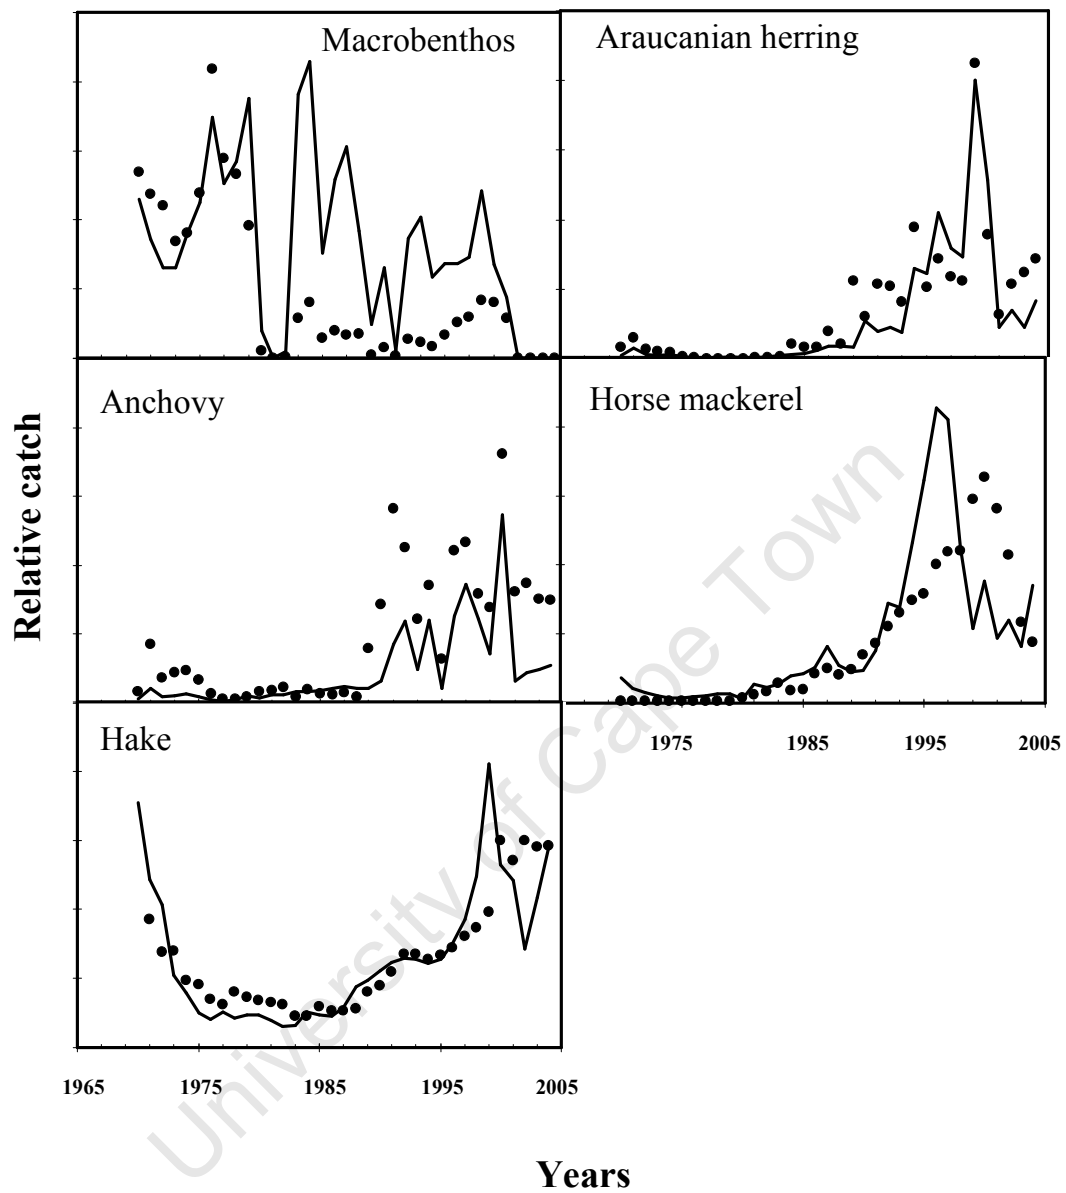 Macrobenthos
Araucanian herring
Anchovy
Horse mackerel
Relative catch
Hake
1975 1985 1995 2005
1965 1975 1985 1995 2005
Years
University of Cape Town